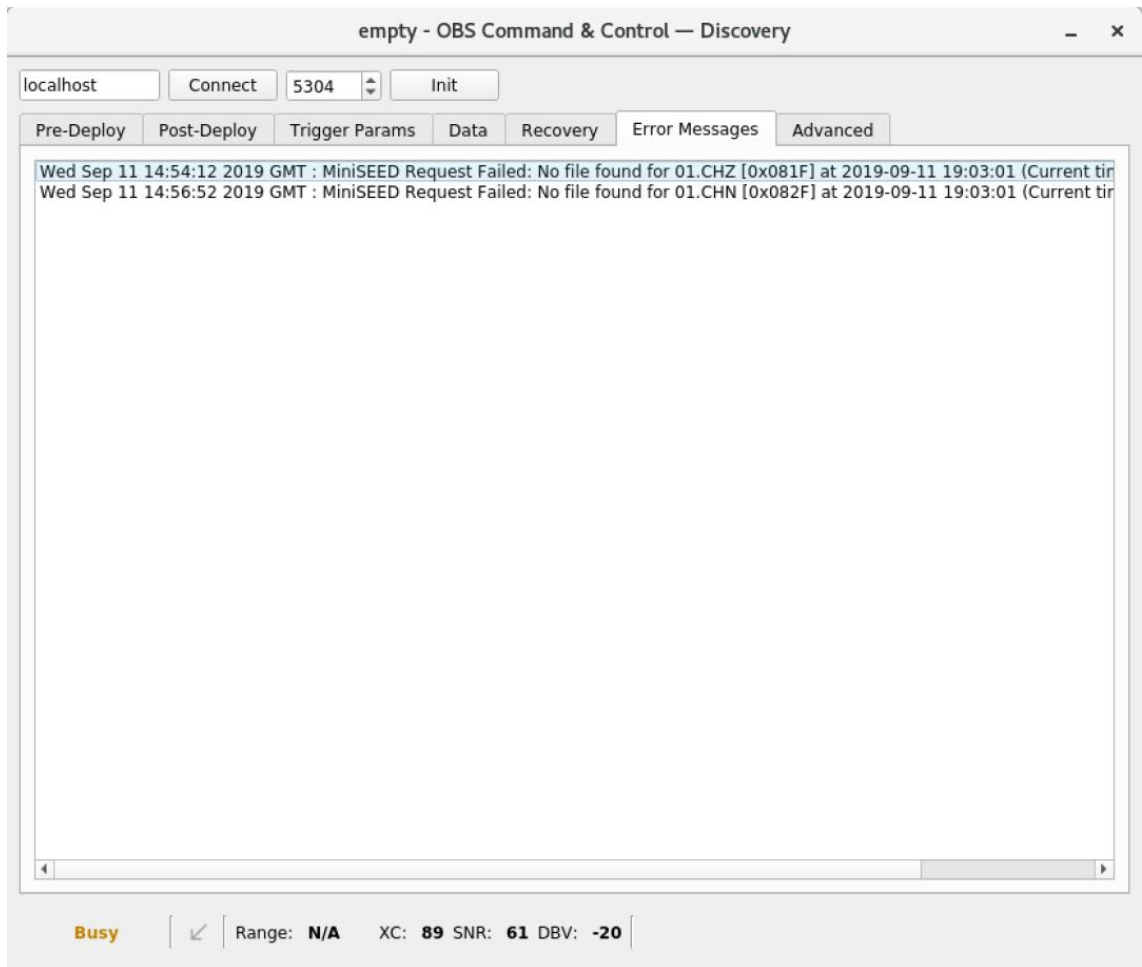 empty - OBS Command & Control — Discovery
localhost Connect 5304 Init
Pre-Deploy Post-Deploy Trigger Params Data Recovery Error Messages Advanced
Wed Sep 11 14:54:12 2019 GMT : MiniSEED Request Failed: No file found for 01.CHZ [0x081F] at 2019-09-11 19:03:01 (Current
Wed Sep 11 14:56:52 2019 GMT : MiniSEED Request Failed: No file found for 01.CHN [0x082F] at 2019-09-11 19:03:01 (Current
Busy Range: N/A XC: 89 SNR: 61 DBV: -20